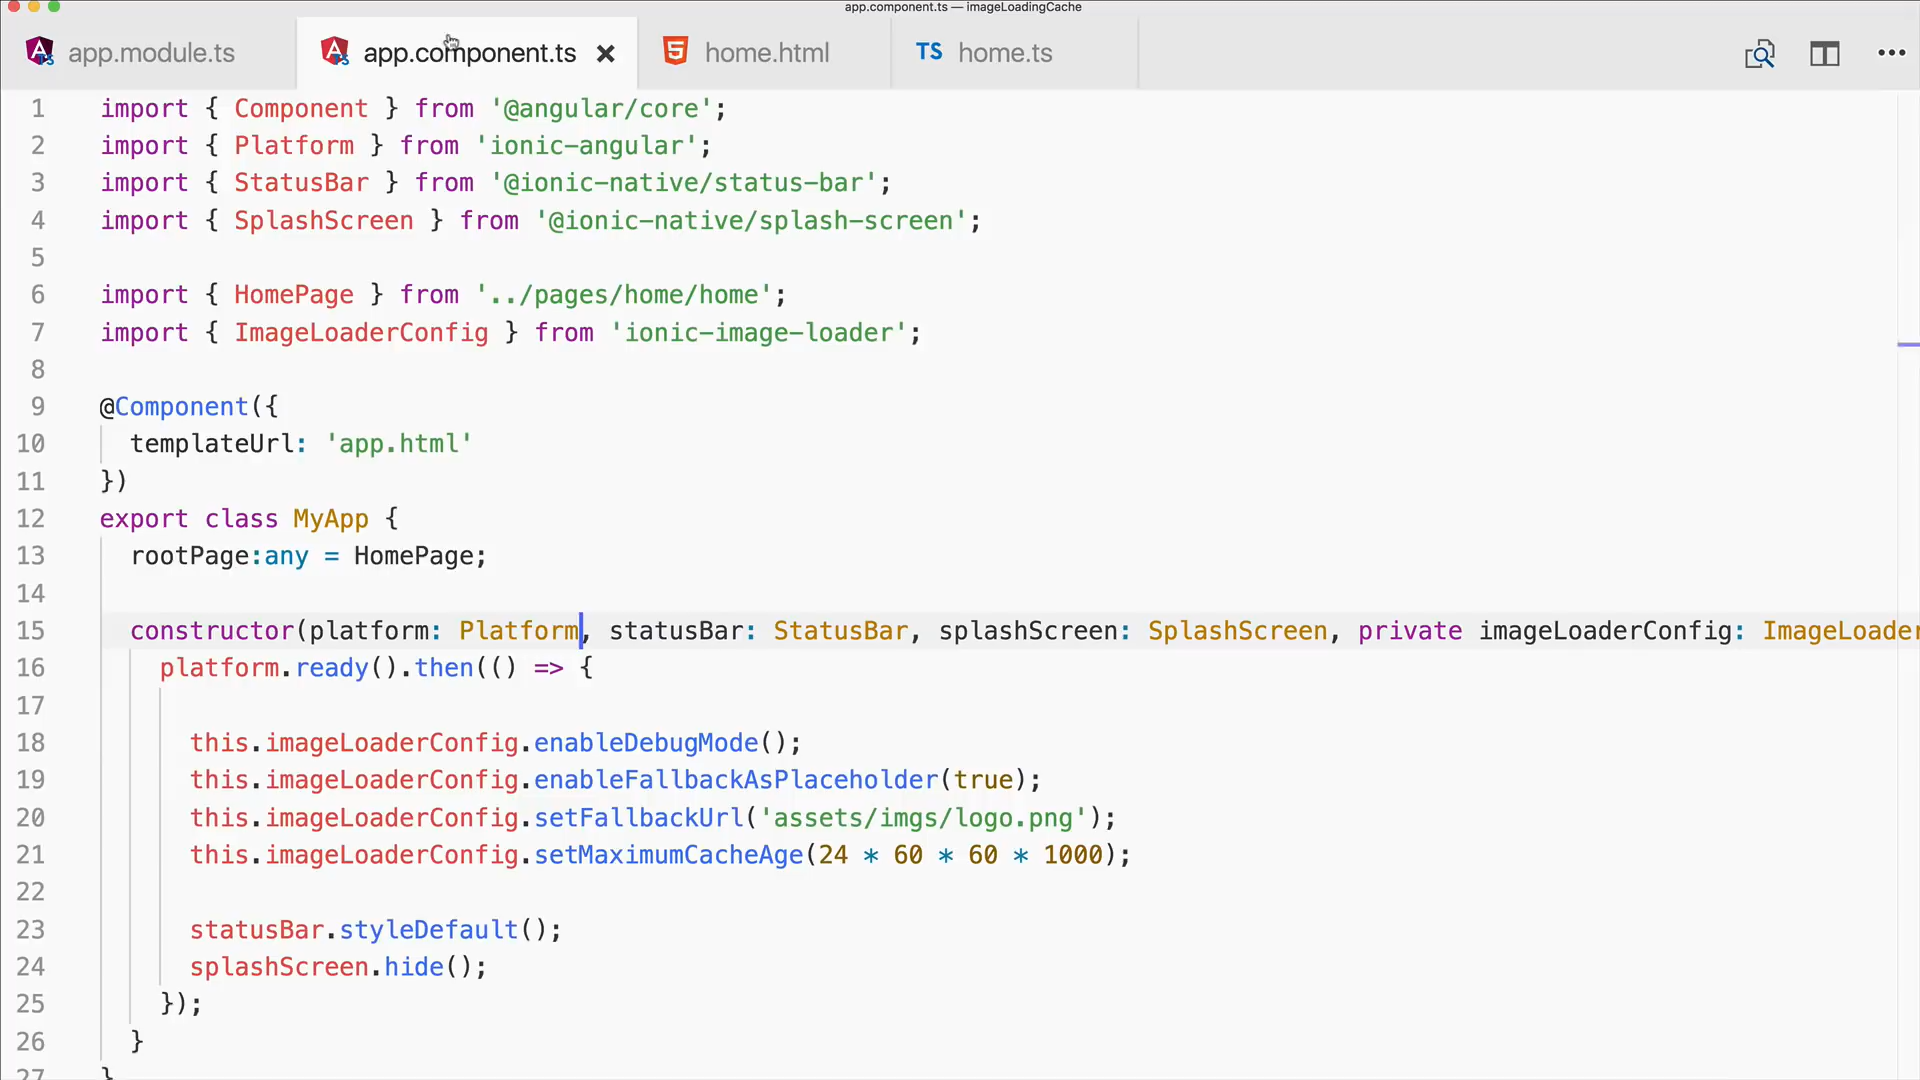 app.component.ts — imageLoadingCache
app.module.ts app.component.ts home.html TS home.ts
1 import { Component } from '@angular/core';
2 import { Platform } from 'ionic-angular';
3 import { StatusBar } from '@ionic-native/status-bar';
4 import { SplashScreen } from '@ionic-native/splash-screen';
5
6 import { HomePage } from '../pages/home/home';
7 import { ImageLoaderConfig } from 'ionic-image-loader';
8
9 @Component({
10 templateUrl: 'app.html'
11 })
12 export class MyApp {
13 rootPage:any = HomePage;
14
15 constructor(platform: Platform, statusBar: StatusBar, splashScreen: SplashScreen, private imageLoaderConfig: ImageLoader
16 platform.ready().then(() => {
17
18 this.imageLoaderConfig.enableDebugMode();
19 this.imageLoaderConfig.enableFallbackAsPlaceholder(true);
20 this.imageLoaderConfig.setFallbackUrl('assets/imgs/logo.png');
21 this.imageLoaderConfig.setMaximumCacheAge(24 * 60 * 60 * 1000);
22
23 statusBar.styleDefault();
24 splashScreen.hide();
25 });
26 }
27 }